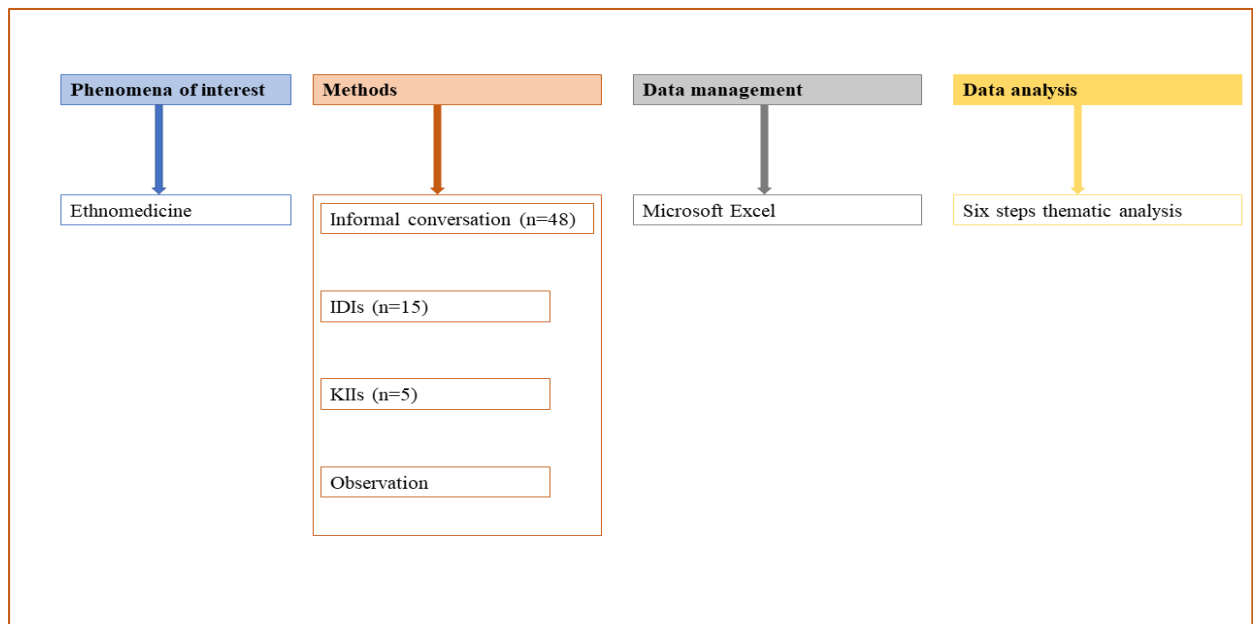 Phenomena of interest
Methods
Data management
Data analysis
Ethnomedicine
Informal conversation (n=48)
IDIs (n=15)
KIIs (n=5)
Observation
Microsoft Excel
Six steps thematic analysis